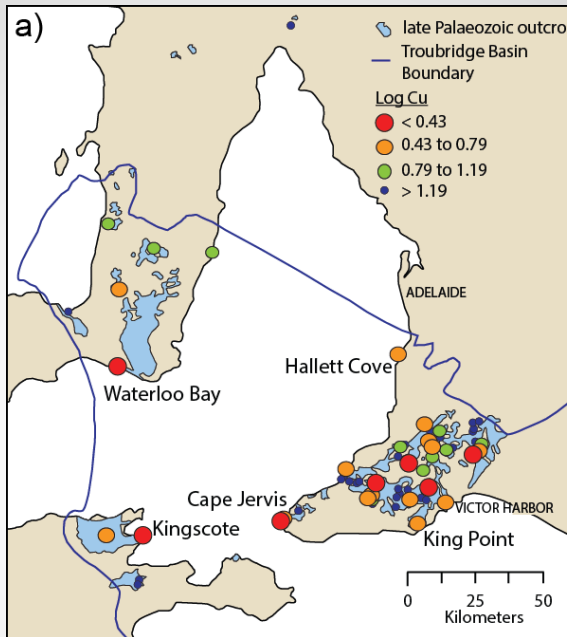 a)
late Palaeozoic outcro
Troubridge Basin
Boundary
Log Cu
< 0.43
0.43 to 0.79
0.79 to 1.19
> 1.19
ADELAIDE
Hallett Cove
Waterloo Bay
Cape Jervis
VICTOR HARBOR
Kingscote
King Point
0 25 50
Kilometers